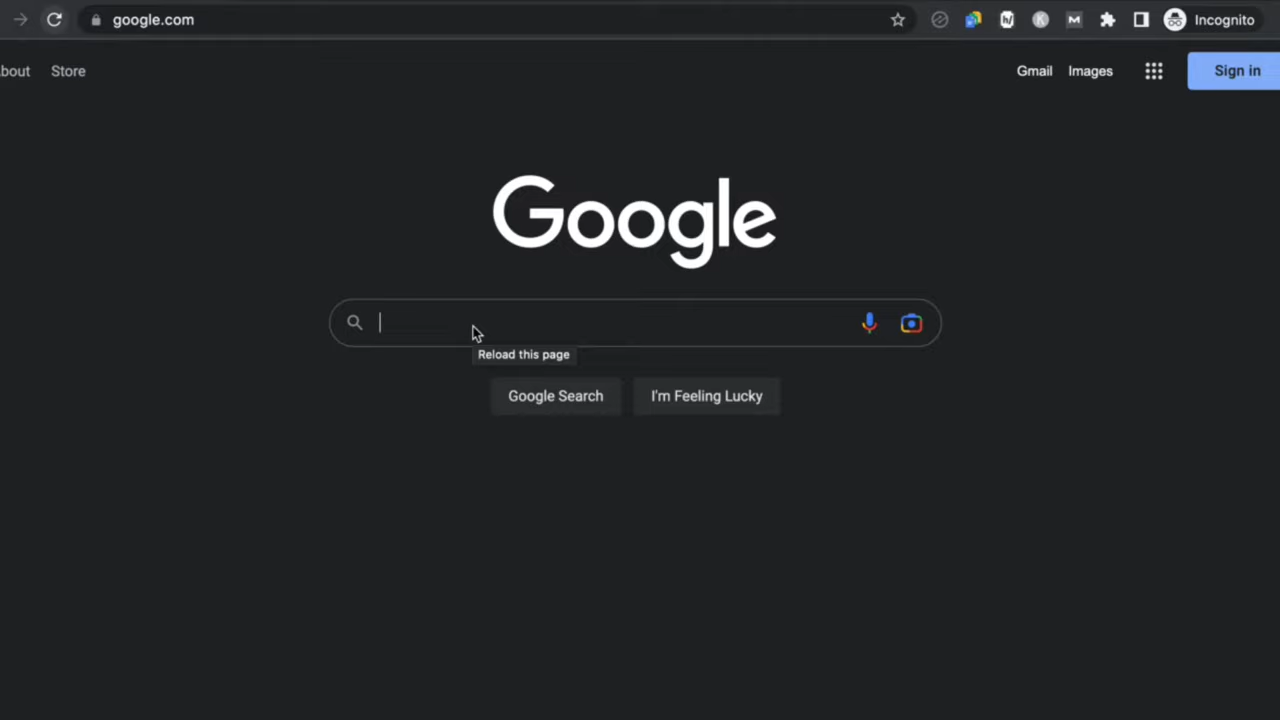 google.com
Incognito
bout
Store
Gmail
Images
Sign in
Google
Reload this page
Google Search
I'm Feeling Lucky